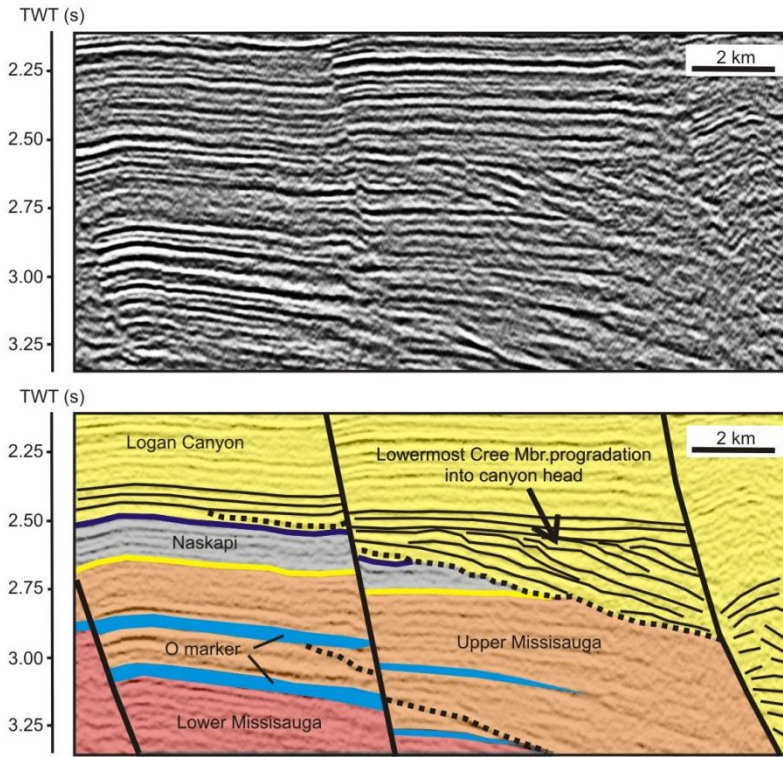 TWT (s)
2.25
2.50
2.75
3.00
3.25
2 km
TWT (s)
2.25
2.50
2.75
3.00
3.25
2 km
Logan Canyon
Lowermost Cree Mbr.progradation
into canyon head
Naskapi
O marker
Upper Missisauga
Lower Missisauga